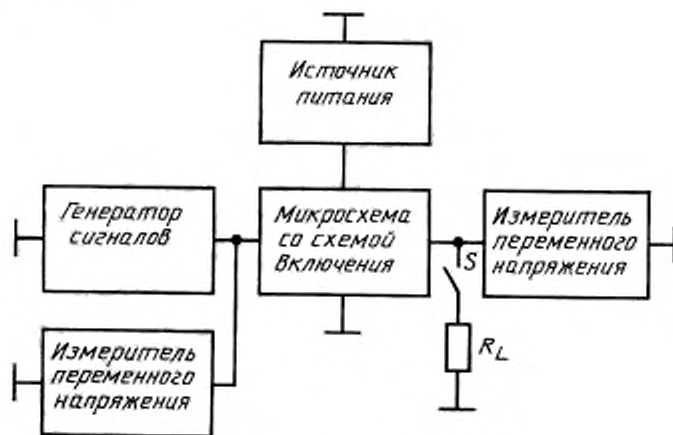 Источник
питания
Генератор
сигналов
Микросхема
со схемой
включения
Измеритель
переменного
напряжения
S
R_L
Измеритель
переменного
напряжения